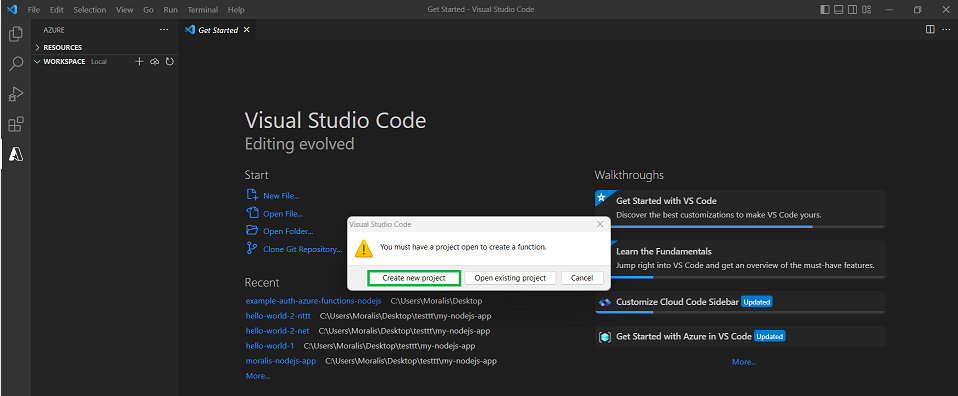 File Edit Selection View Go Run Terminal Help
Get Started - Visual Studio Code
AZURE ...
RESOURCES
WORKSPACE Local
Get Started
Visual Studio Code
Editing evolved
Start
New File...
Open File...
Open Folder...
Clone Git Repository...
Recent
example-auth-azure-functions-nodejs C:\Users\Moralis\Desktop
hello-world-2-nttt C:\Users\Moralis\Desktop\testtt\my-nodejs-app
hello-world-2-net C:\Users\Moralis\Desktop\testtt\my-nodejs-app
hello-world-1 C:\Users\Moralis\Desktop\testtt\my-nodejs-app
moralis-nodejs-app C:\Users\Moralis\Desktop\testtt\my-nodejs-app
More...
Walkthroughs
Get Started with VS Code
Discover the best customizations to make VS Code yours.
Learn the Fundamentals
Jump right into VS Code and get an overview of the must-have features.
Customize Cloud Code Sidebar Updated
Get Started with Azure in VS Code Updated
More...
Visual Studio Code
You must have a project open to create a function.
Create new project Open existing project Cancel